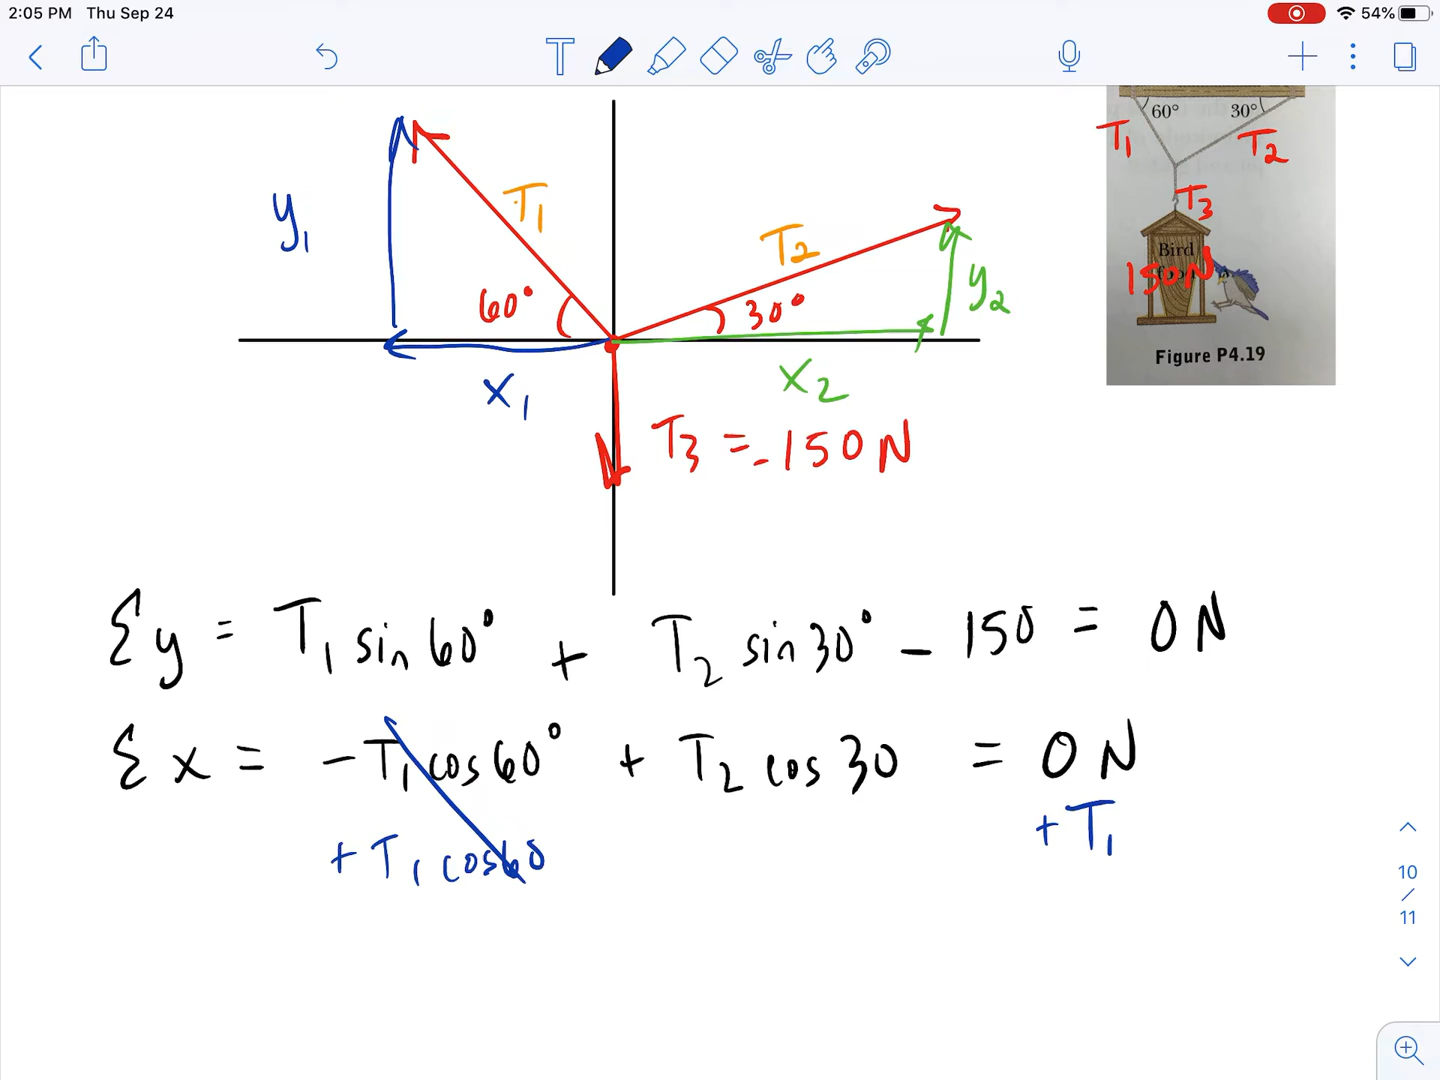 2:05 PM Thu Sep 24
54%
T
60° 30°
T₁
T₂
T₃
Bird
150N
Figure P4.19
y₁
T₁
T₂
60°
30°
y₂
x₁
x₂
T₃ = -150N
Σy = T₁ sin 60° + T₂ sin 30° - 150 = 0 N
Σx = -T₁ cos 60° + T₂ cos 30 = 0 N
+ T₁ cos 60 + T₁
10
/
11